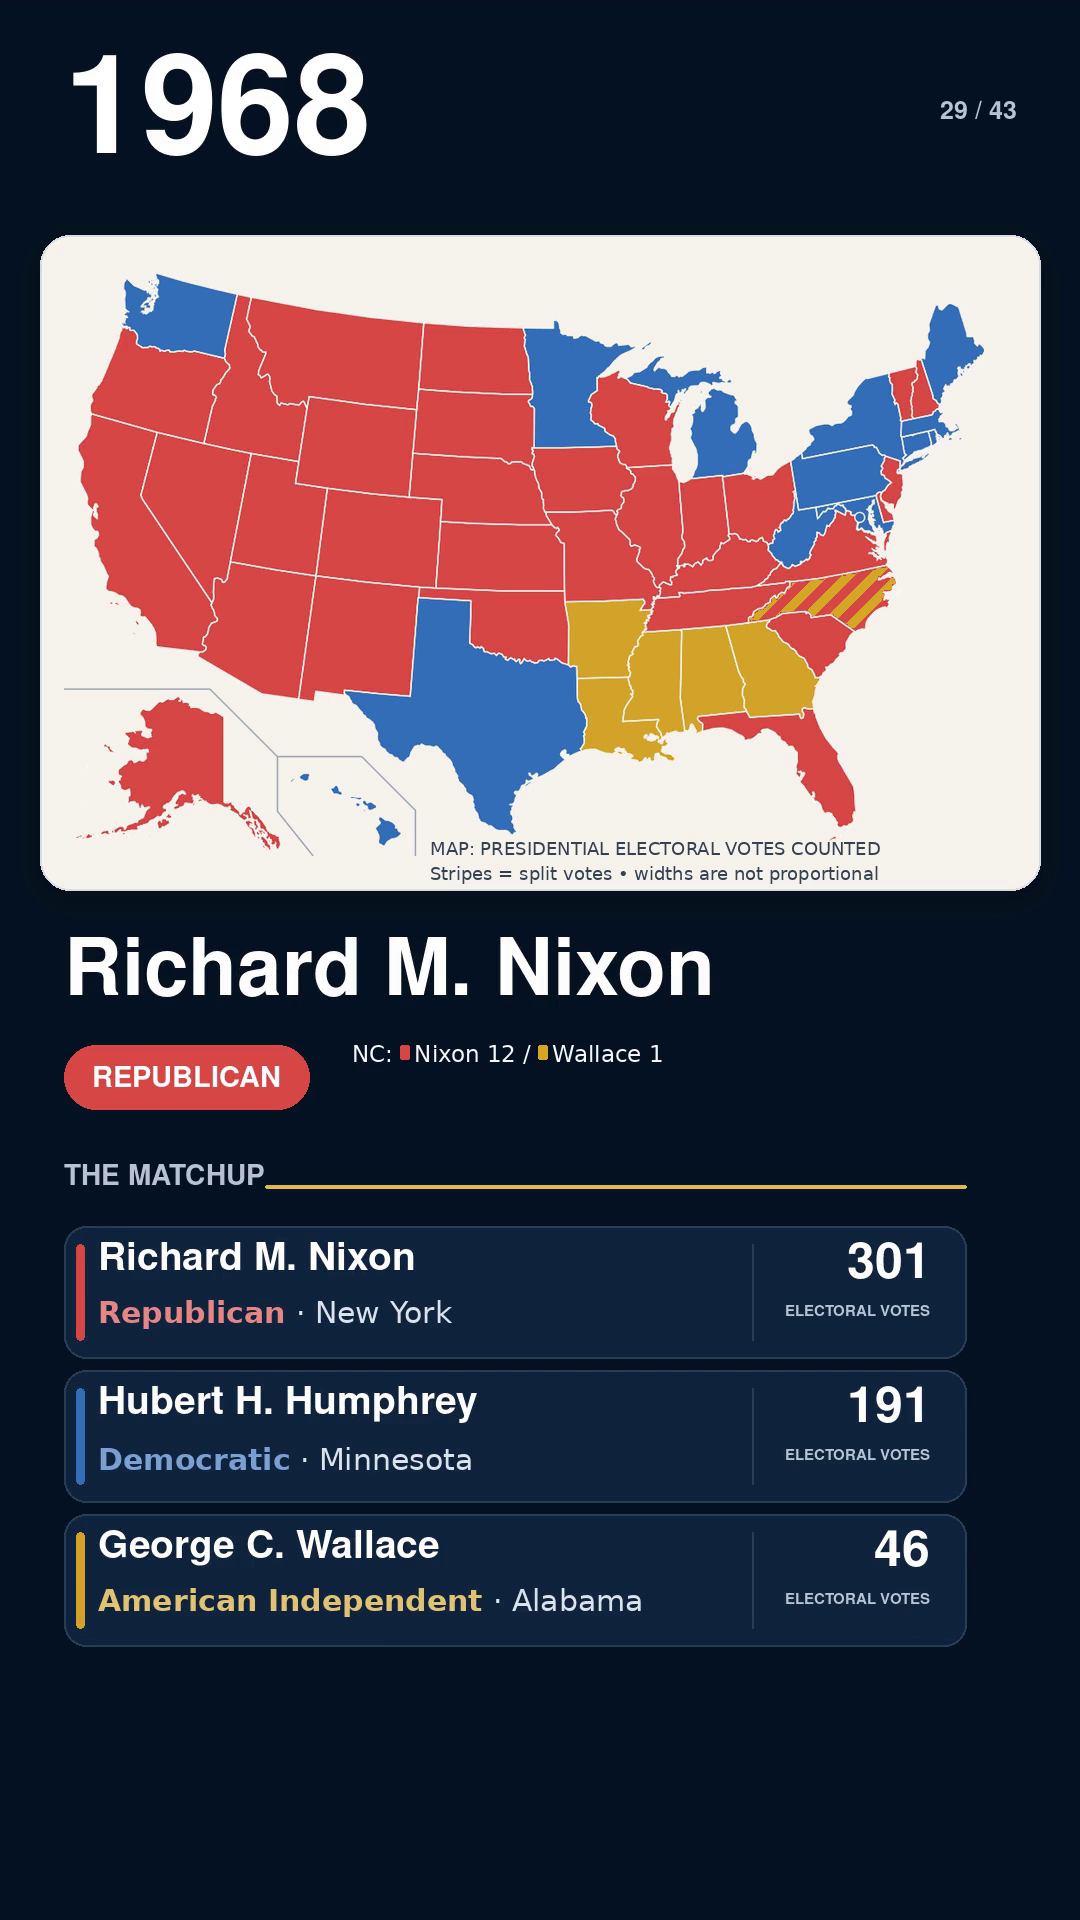 1968
29 / 43
MAP: PRESIDENTIAL ELECTORAL VOTES COUNTED
Stripes = split votes • widths are not proportional
Richard M. Nixon
REPUBLICAN
NC: Nixon 12 / Wallace 1
THE MATCHUP
Richard M. Nixon
301
Republican · New York
ELECTORAL VOTES
Hubert H. Humphrey
191
Democratic · Minnesota
ELECTORAL VOTES
George C. Wallace
46
American Independent · Alabama
ELECTORAL VOTES